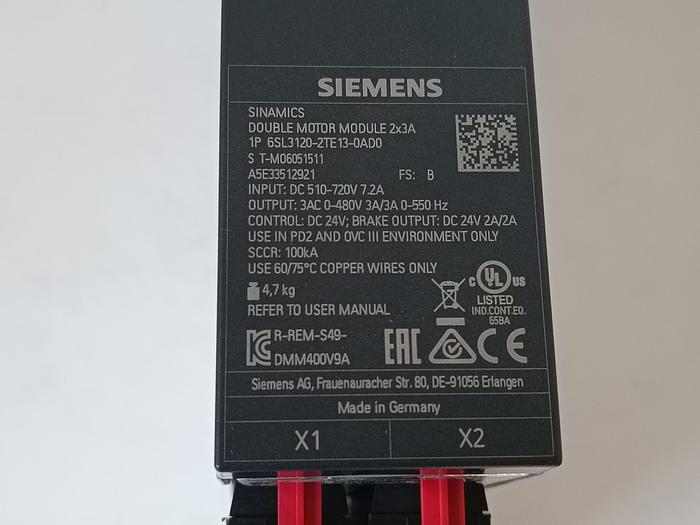 SIEMENS
SINAMICS
DOUBLE MOTOR MODULE 2x3A
1P 6SL3120-2TE13-0AD0
S T-M06051511
A5E33512921 FS: B
INPUT: DC 510-720V 7.2A
OUTPUT: 3AC 0-480V 3A/3A 0-550 Hz
CONTROL: DC 24V; BRAKE OUTPUT: DC 24V 2A/2A
USE IN PD2 AND OVC III ENVIRONMENT ONLY
SCCR: 100kA
USE 60/75°C COPPER WIRES ONLY
4,7 kg
REFER TO USER MANUAL
C UL US
LISTED
IND.CONT.EQ.
65BA
R-REM-S49-
DMM400V9A
EAC CE
Siemens AG, Frauenauracher Str. 80, DE-91056 Erlangen
Made in Germany
X1 X2